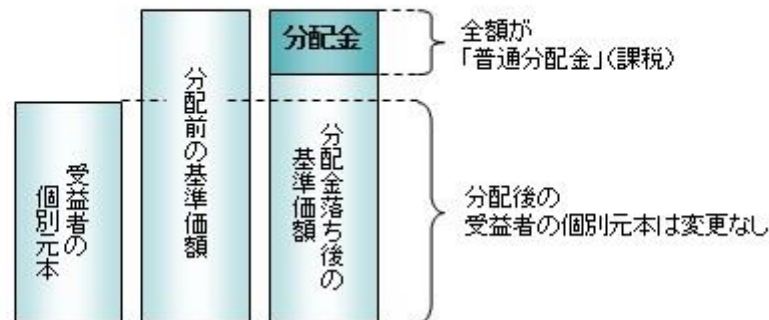 受益者の
個別元本
分配前の基準価額
分配金
分配金落ち後の
基準価額
全額が
「普通分配金」(課税)
分配後の
受益者の個別元本は変更なし